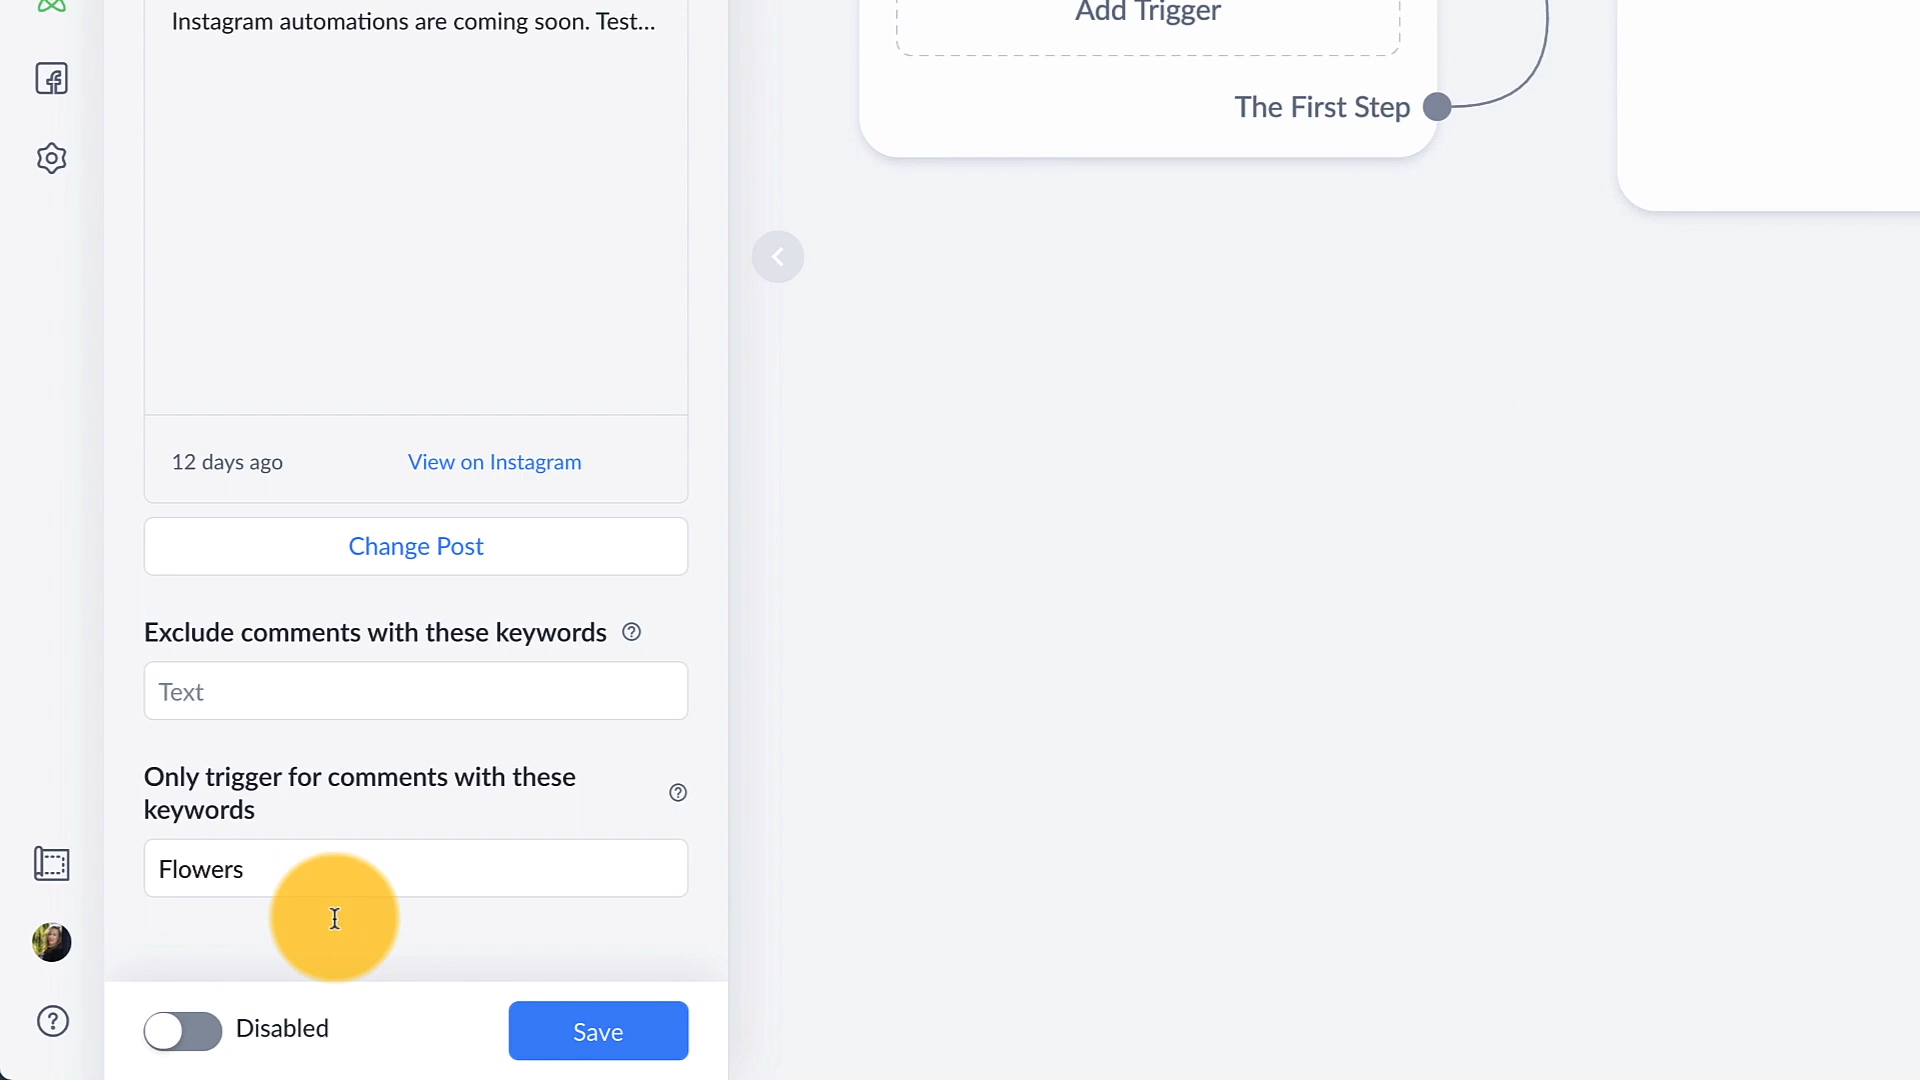 Instagram automations are coming soon. Test...
Add Trigger
The First Step
12 days ago
View on Instagram
Change Post
Exclude comments with these keywords
Text
Only trigger for comments with these
keywords
Flowers
Disabled
Save